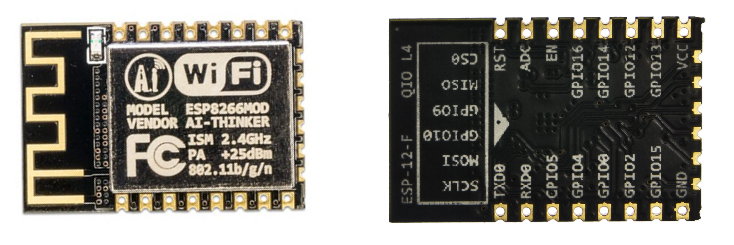 A.I
WiFi
MODEL ESP8266MOD
VENDOR AI-THINKER
FC
ISM 2.4GHz
PA +25dBm
802.11b/g/n
ESP-12-F QIO L4
RST
ADC
EN
GPIO16
GPIO14
GPIO12
GPIO13
VCC
CS0
MISO
GPIO9
GPIO10
MOSI
SCLK
TXD0
RXD0
GPIO5
GPIO4
GPIO0
GPIO2
GPIO15
GND